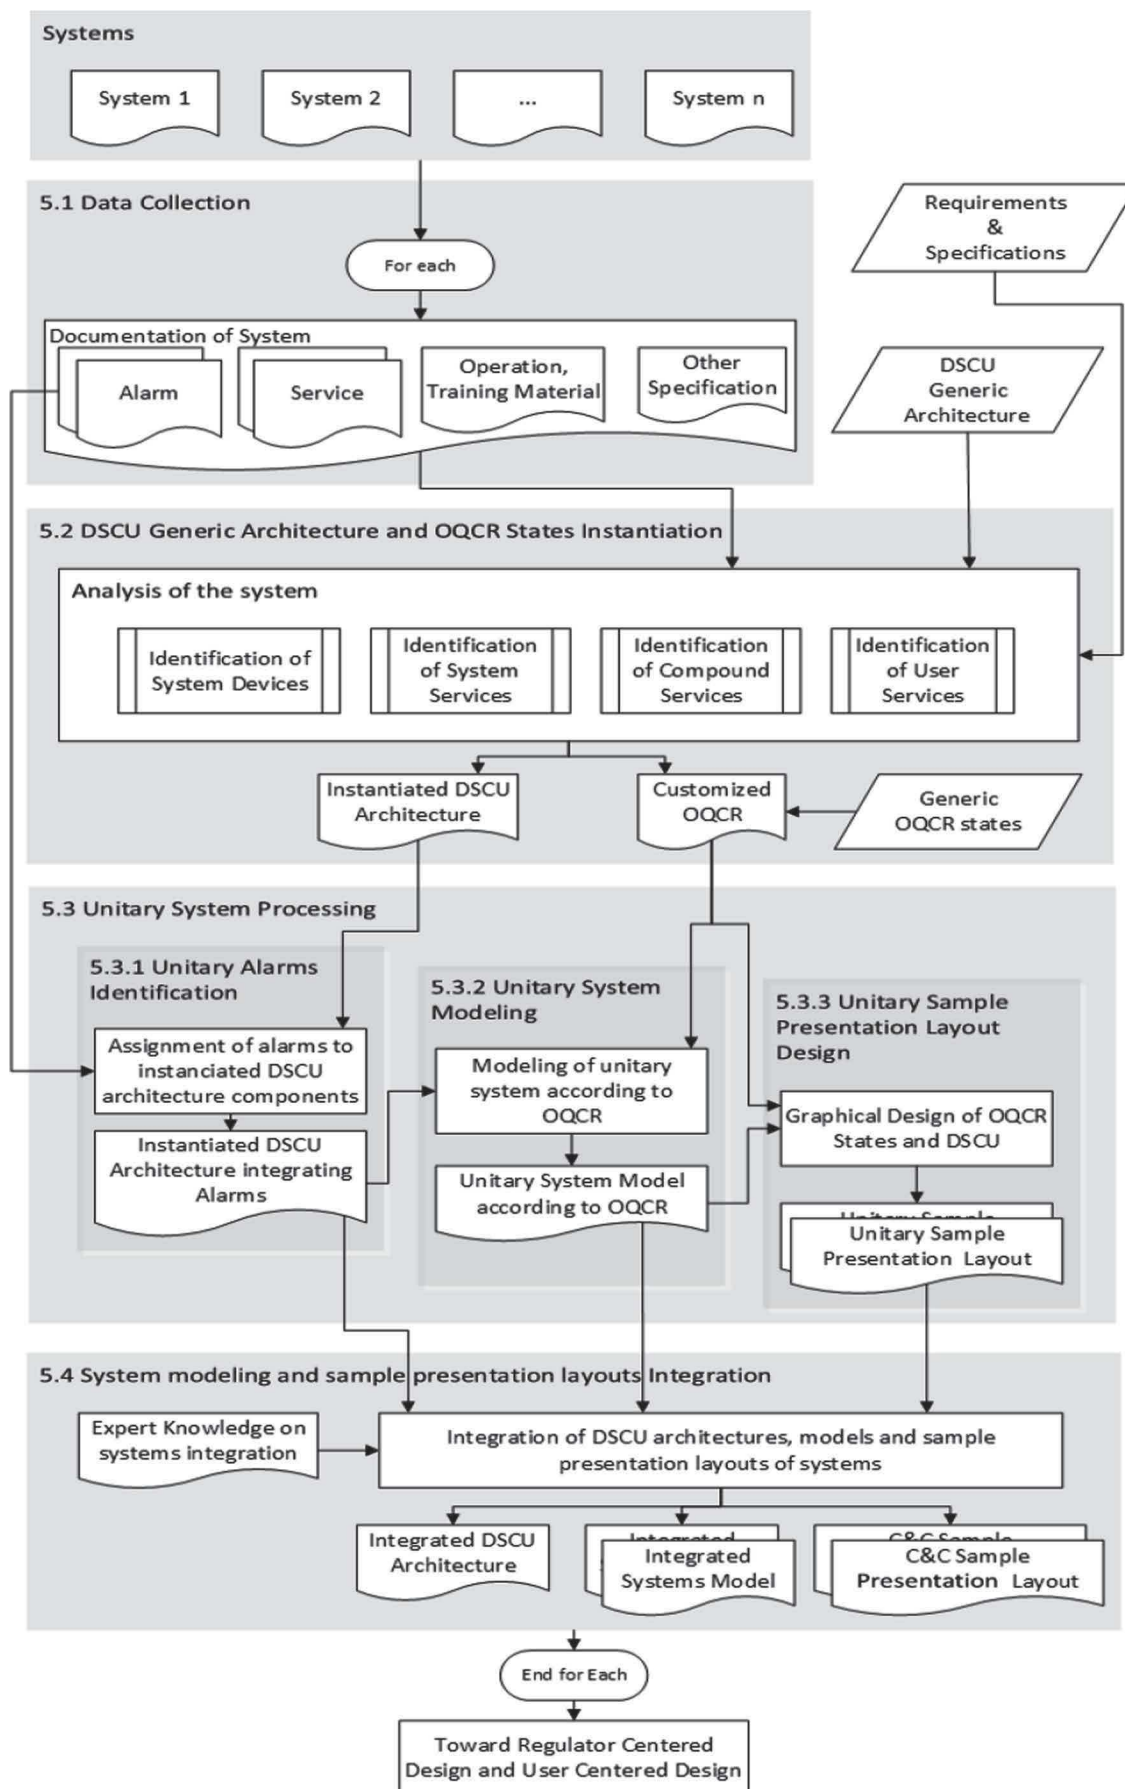 Systems
System 1
System 2
...
System n
5.1 Data Collection
Requirements
&
Specifications
For each
Documentation of System
Alarm
Service
Operation,
Training Material
Other
Specification
DSCU
Generic
Architecture
5.2 DSCU Generic Architecture and OQCR States Instantiation
Analysis of the system
Identification of
System Devices
Identification
of System
Services
Identification
of Compound
Services
Identification
of User
Services
Instantiated DSCU
Architecture
Customized
OQCR
Generic
OQCR states
5.3 Unitary System Processing
5.3.1 Unitary Alarms
Identification
Assignment of alarms to
instanciated DSCU
architecture components
Instantiated DSCU
Architecture integrating
Alarms
5.3.2 Unitary System
Modeling
Modeling of unitary
system according to
OQCR
Unitary System Model
according to OQCR
5.3.3 Unitary Sample
Presentation Layout
Design
Graphical Design of OQCR
States and DSCU
Unitary Sample
Unitary Sample
Presentation Layout
5.4 System modeling and sample presentation layouts Integration
Expert Knowledge on
systems integration
Integration of DSCU architectures, models and sample
presentation layouts of systems
Integrated DSCU
Architecture
Integrated
Integrated
Systems Model
C&C Sample
C&C Sample
Presentation Layout
End for Each
Toward Regulator Centered
Design and User Centered Design